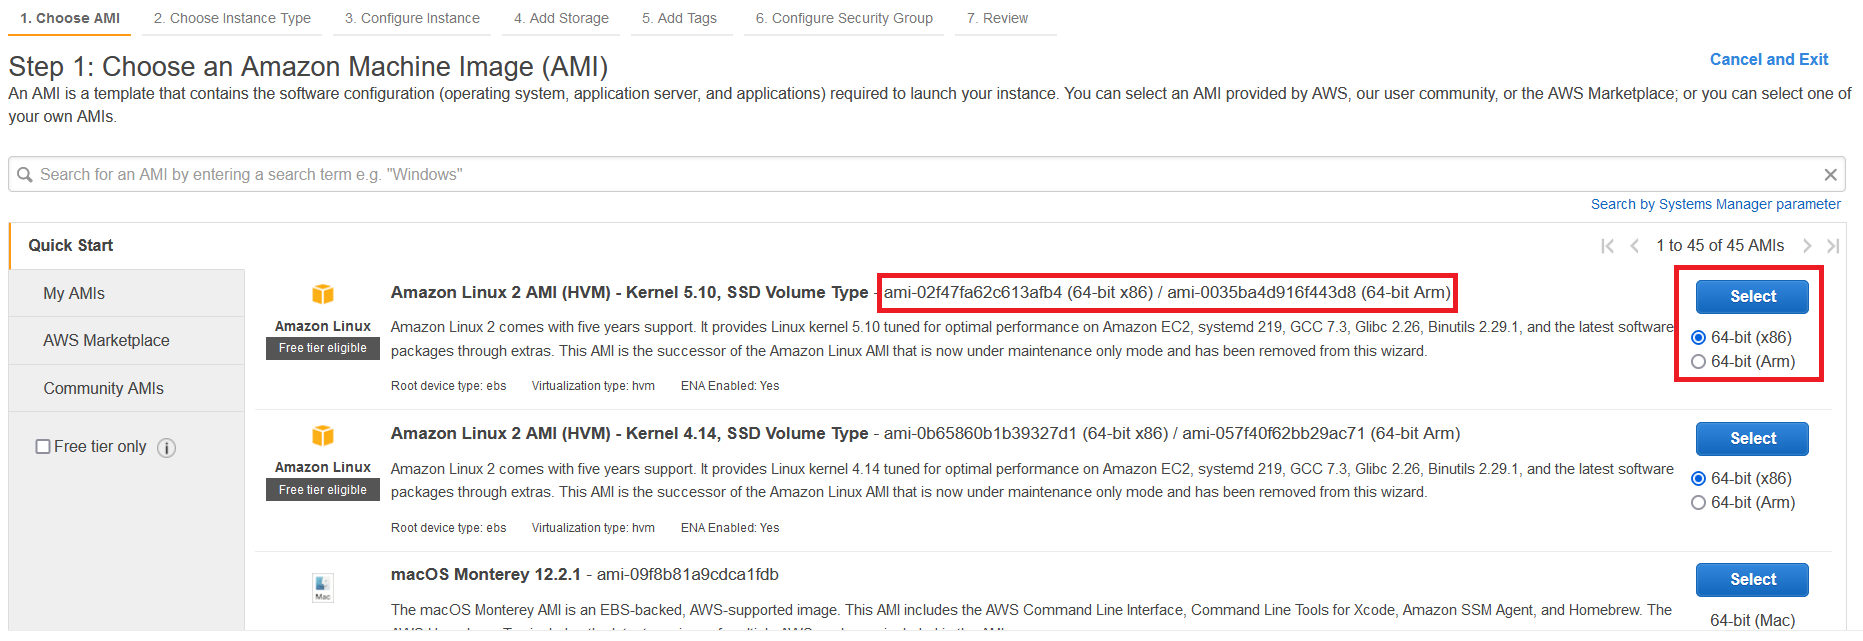 1. Choose AMI 2. Choose Instance Type 3. Configure Instance 4. Add Storage 5. Add Tags 6. Configure Security Group 7. Review
Step 1: Choose an Amazon Machine Image (AMI)
Cancel and Exit
An AMI is a template that contains the software configuration (operating system, application server, and applications) required to launch your instance. You can select an AMI provided by AWS, our user community, or the AWS Marketplace; or you can select one of
your own AMIs.
Search for an AMI by entering a search term e.g. "Windows"
Search by Systems Manager parameter
Quick Start
1 to 45 of 45 AMIs
My AMIs
AWS Marketplace
Community AMIs
Free tier only
Amazon Linux
Free tier eligible
Amazon Linux 2 AMI (HVM) - Kernel 5.10, SSD Volume Type - ami-02f47fa62c613afb4 (64-bit x86) / ami-0035ba4d916f443d8 (64-bit Arm)
Amazon Linux 2 comes with five years support. It provides Linux kernel 5.10 tuned for optimal performance on Amazon EC2, systemd 219, GCC 7.3, Glibc 2.26, Binutils 2.29.1, and the latest software
packages through extras. This AMI is the successor of the Amazon Linux AMI that is now under maintenance only mode and has been removed from this wizard.
Root device type: ebs Virtualization type: hvm ENA Enabled: Yes
Select
64-bit (x86)
64-bit (Arm)
Amazon Linux
Free tier eligible
Amazon Linux 2 AMI (HVM) - Kernel 4.14, SSD Volume Type - ami-0b65860b1b39327d1 (64-bit x86) / ami-057f40f62bb29ac71 (64-bit Arm)
Amazon Linux 2 comes with five years support. It provides Linux kernel 4.14 tuned for optimal performance on Amazon EC2, systemd 219, GCC 7.3, Glibc 2.26, Binutils 2.29.1, and the latest software
packages through extras. This AMI is the successor of the Amazon Linux AMI that is now under maintenance only mode and has been removed from this wizard.
Root device type: ebs Virtualization type: hvm ENA Enabled: Yes
Select
64-bit (x86)
64-bit (Arm)
Mac
macOS Monterey 12.2.1 - ami-09f8b81a9cdca1fdb
The macOS Monterey AMI is an EBS-backed, AWS-supported image. This AMI includes the AWS Command Line Interface, Command Line Tools for Xcode, Amazon SSM Agent, and Homebrew. The
Select
64-bit (Mac)